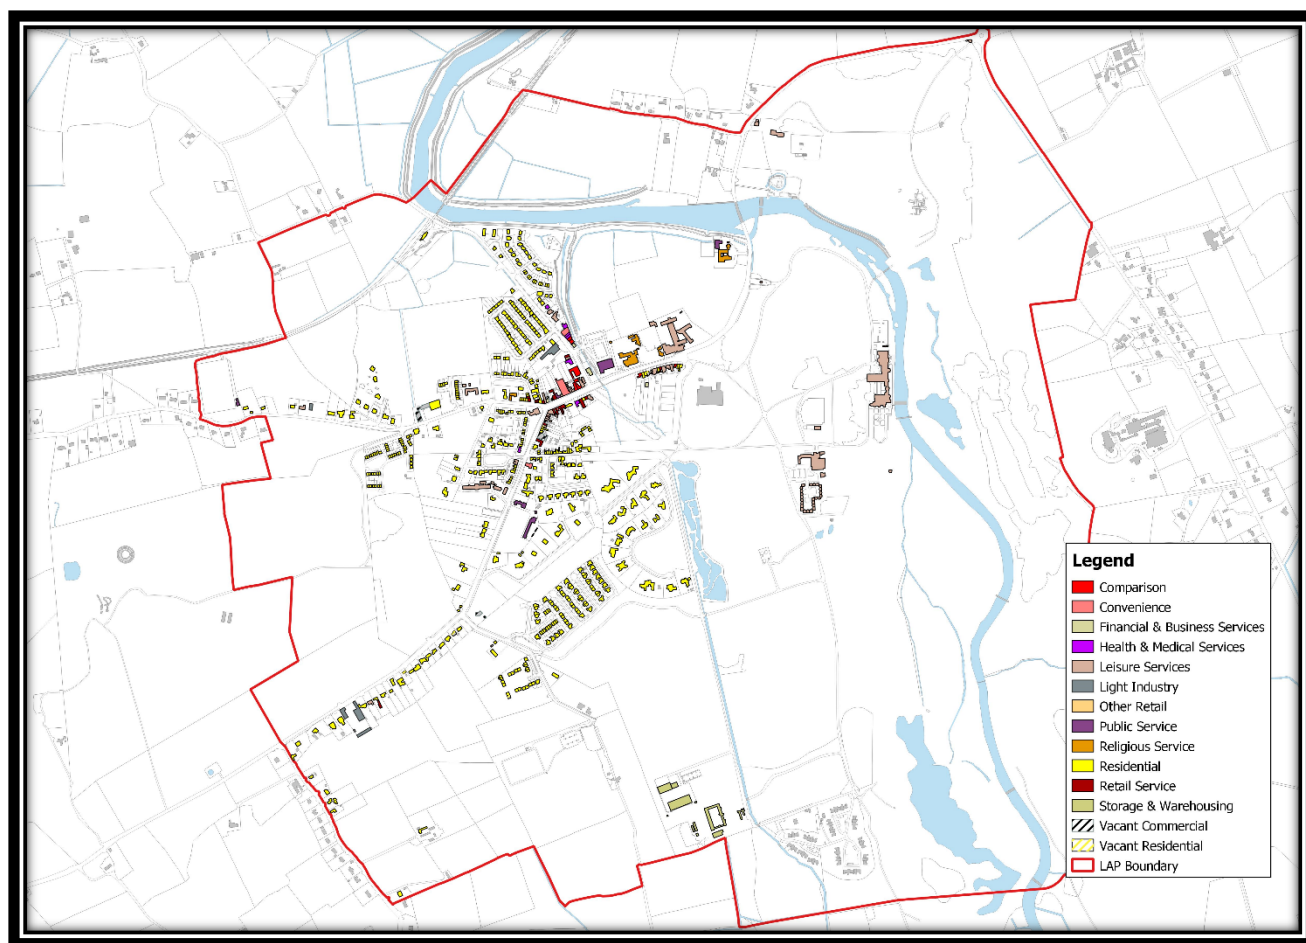 Legend
Comparison
Convenience
Financial & Business Services
Health & Medical Services
Leisure Services
Light Industry
Other Retail
Public Service
Religious Service
Residential
Retail Service
Storage & Warehousing
Vacant Commercial
Vacant Residential
LAP Boundary